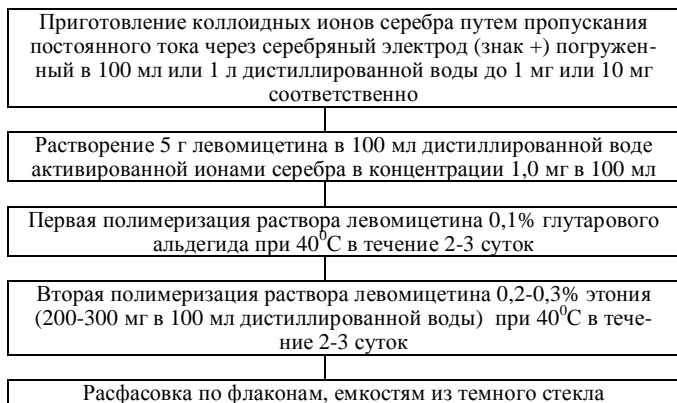 Приготовление коллоидных ионов серебра путем пропускания
постоянного тока через серебряный электрод (знак +) погружен-
ный в 100 мл или 1 л дистиллированной воды до 1 мг или 10 мг
соответственно
Растворение 5 г левомицетина в 100 мл дистиллированной воде
активированной ионами серебра в концентрации 1,0 мг в 100 мл
Первая полимеризация раствора левомицетина 0,1% глутарового
альдегида при 40⁰С в течение 2-3 суток
Вторая полимеризация раствора левомицетина 0,2-0,3% этония
(200-300 мг в 100 мл дистиллированной воды) при 40⁰С в тече-
ние 2-3 суток
Расфасовка по флаконам, емкостям из темного стекла